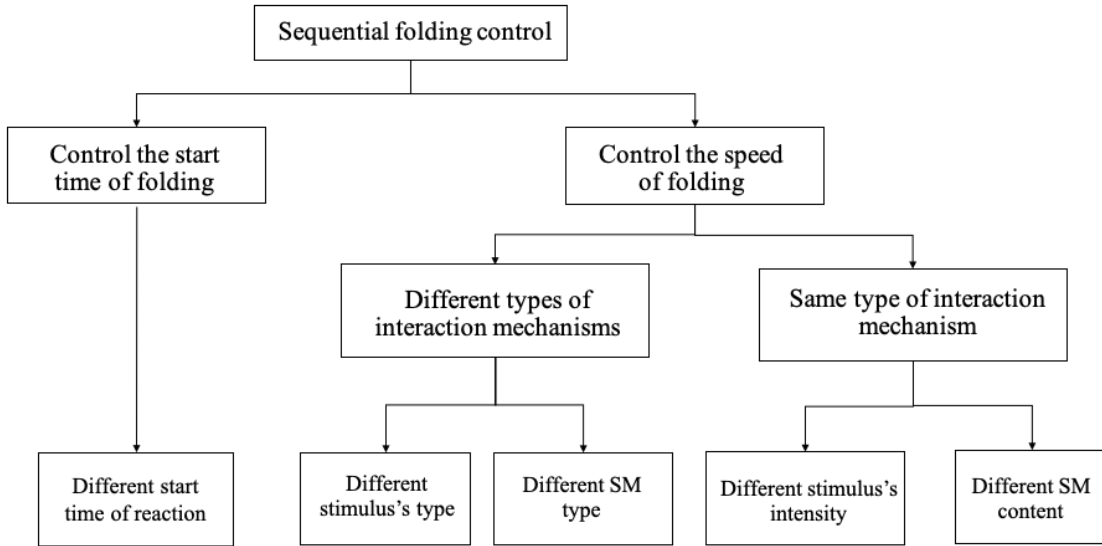 Sequential folding control
Control the start
time of folding
Control the speed
of folding
Different types of
interaction mechanisms
Same type of interaction
mechanism
Different start
time of reaction
Different
stimulus's type
Different SM
type
Different stimulus's
intensity
Different SM
content